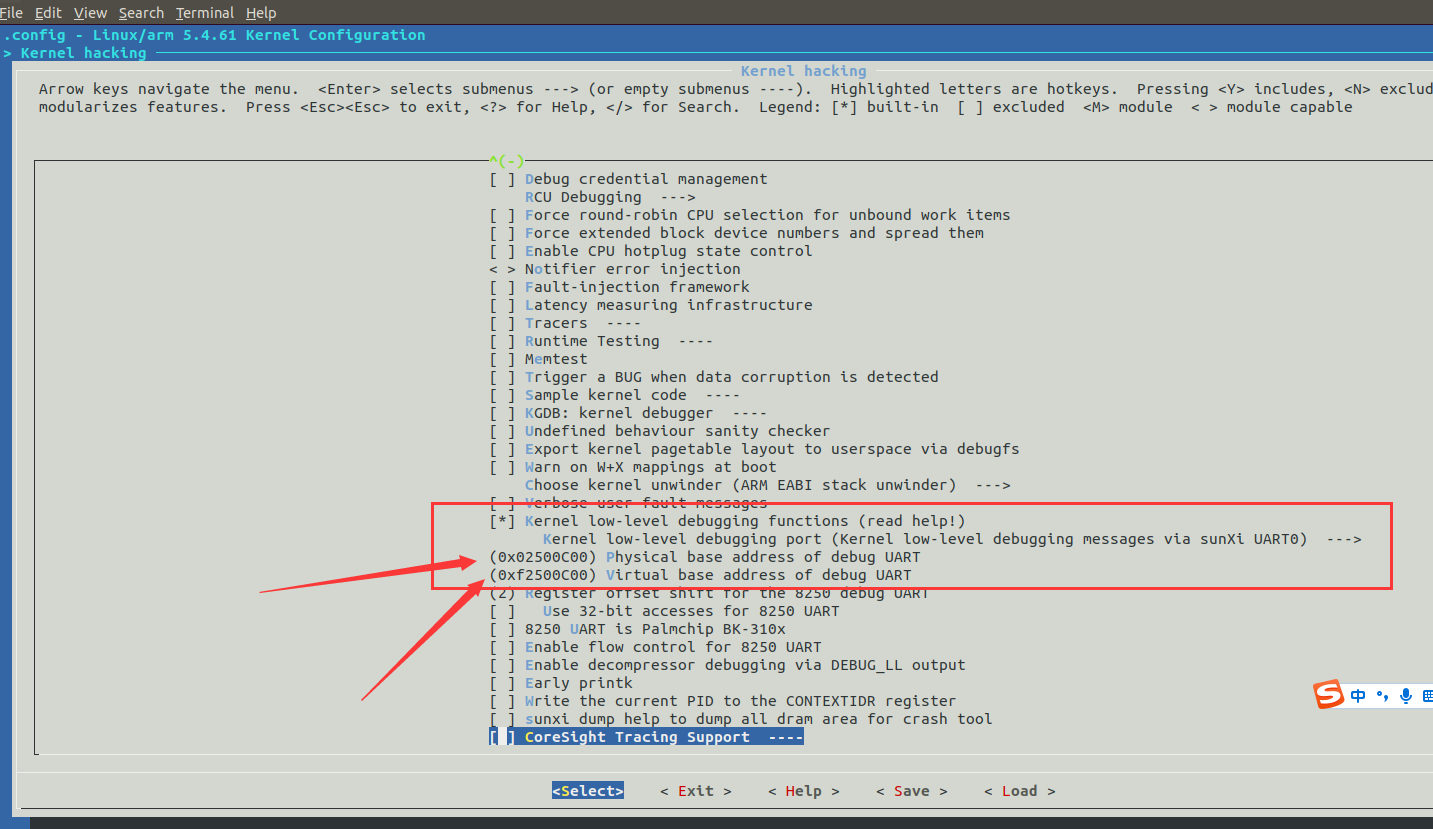 File Edit View Search Terminal Help
.config - Linux/arm 5.4.61 Kernel Configuration
> Kernel hacking
Kernel hacking
Arrow keys navigate the menu. <Enter> selects submenus ---> (or empty submenus ----). Highlighted letters are hotkeys. Pressing <Y> includes, <N> exclud
modularizes features. Press <Esc><Esc> to exit, <?> for Help, </> for Search. Legend: [*] built-in [ ] excluded <M> module < > module capable
^(-)
[ ] Debug credential management
RCU Debugging --->
[ ] Force round-robin CPU selection for unbound work items
[ ] Force extended block device numbers and spread them
[ ] Enable CPU hotplug state control
< > Notifier error injection
[ ] Fault-injection framework
[ ] Latency measuring infrastructure
[ ] Tracers ----
[ ] Runtime Testing ----
[ ] Memtest
[ ] Trigger a BUG when data corruption is detected
[ ] Sample kernel code ----
[ ] KGDB: kernel debugger ----
[ ] Undefined behaviour sanity checker
[ ] Export kernel pagetable layout to userspace via debugfs
[ ] Warn on W+X mappings at boot
Choose kernel unwinder (ARM EABI stack unwinder) --->
[ ] Verbose user fault messages
[*] Kernel low-level debugging functions (read help!)
Kernel low-level debugging port (Kernel low-level debugging messages via sunXi UART0) --->
(0x02500C00) Physical base address of debug UART
(0xf2500C00) Virtual base address of debug UART
(2) Register offset shift for the 8250 debug UART
[ ] Use 32-bit accesses for 8250 UART
[ ] 8250 UART is Palmchip BK-310x
[ ] Enable flow control for 8250 UART
[ ] Enable decompressor debugging via DEBUG_LL output
[ ] Early printk
[ ] Write the current PID to the CONTEXTIDR register
[ ] sunxi dump help to dump all dram area for crash tool
[ ] CoreSight Tracing Support ----
<Select> < Exit > < Help > < Save > < Load >
S 中